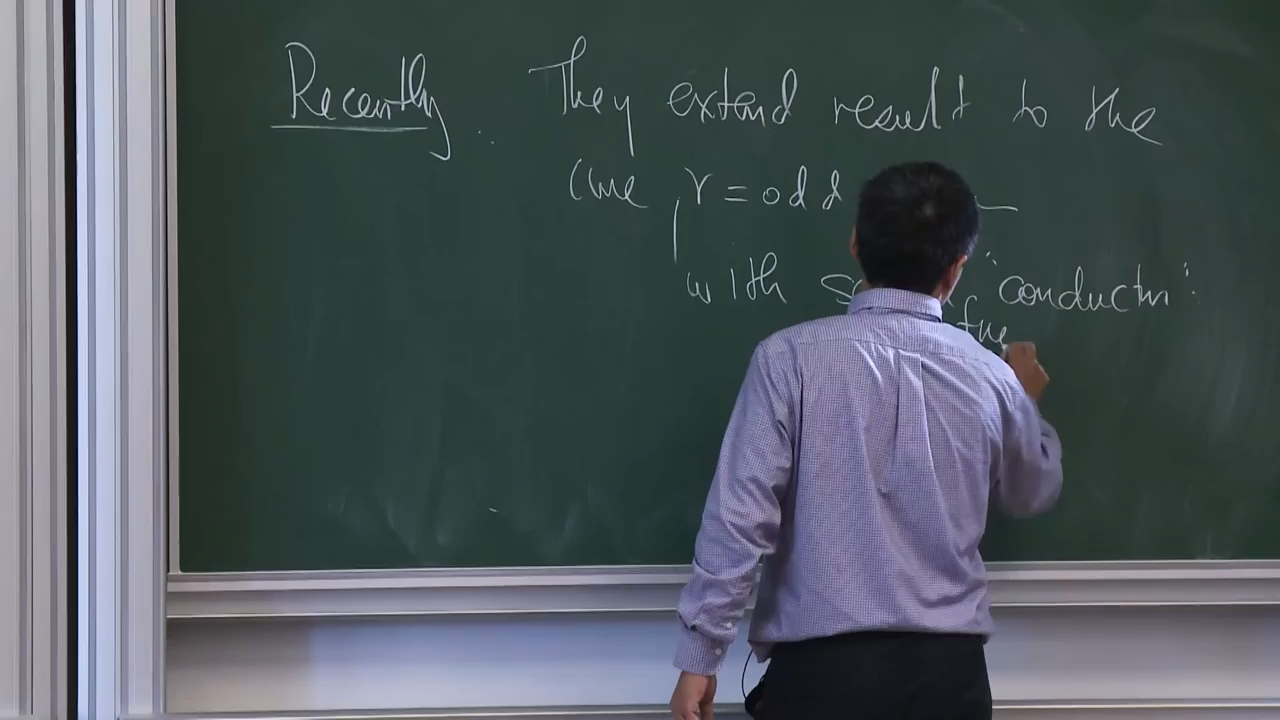 Recently : They extend result to the
case r = odd
with "conductor"